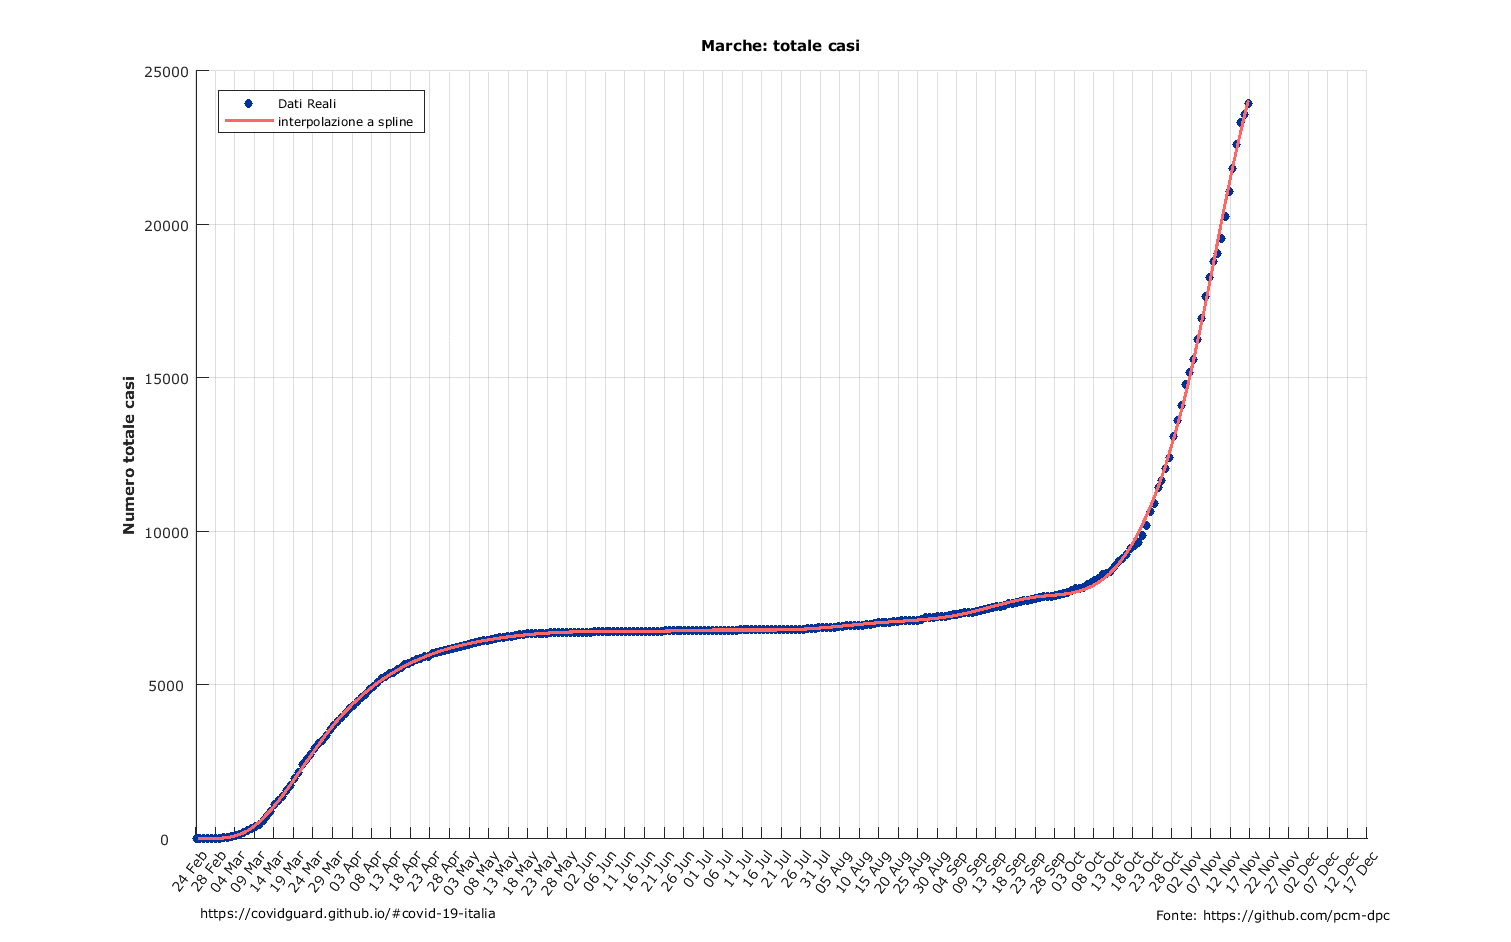 Marche: totale casi
25000
20000
15000
10000
5000
0
Numero totale casi
Dati Reali
interpolazione a spline
24 Feb
28 Feb
04 Mar
09 Mar
14 Mar
19 Mar
24 Mar
29 Mar
03 Apr
08 Apr
13 Apr
18 Apr
23 Apr
28 Apr
03 May
08 May
13 May
18 May
23 May
28 May
02 Jun
06 Jun
11 Jun
16 Jun
21 Jun
26 Jun
01 Jul
06 Jul
11 Jul
16 Jul
21 Jul
26 Jul
31 Jul
05 Aug
10 Aug
15 Aug
20 Aug
25 Aug
30 Aug
04 Sep
09 Sep
13 Sep
18 Sep
23 Sep
28 Sep
03 Oct
08 Oct
13 Oct
18 Oct
23 Oct
28 Oct
02 Nov
07 Nov
12 Nov
17 Nov
22 Nov
27 Nov
02 Dec
07 Dec
12 Dec
17 Dec
https://covidguard.github.io/#covid-19-italia
Fonte: https://github.com/pcm-dpc